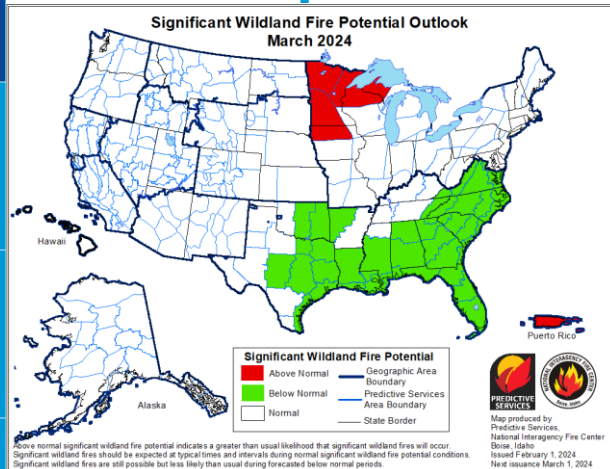 Significant Wildland Fire Potential Outlook
March 2024
Hawaii
Alaska
Puerto Rico
Significant Wildland Fire Potential
Above Normal
Below Normal
Normal
Geographic Area
Boundary
Predictive Services
Area Boundary
State Border
PREDICTIVE
SERVICES
NATIONAL INTERAGENCY FIRE CENTER
BOISE, IDAHO
Map produced by
Predictive Services,
National Interagency Fire Center
Boise, Idaho
Issued February 1, 2024
Next issuance March 1, 2024
Above normal significant wildland fire potential indicates a greater than usual likelihood that significant wildland fires will occur.
Significant wildland fires should be expected at typical times and intervals during normal significant wildland fire potential conditions.
Significant wildland fires are still possible but less likely than usual during forecasted below normal periods.